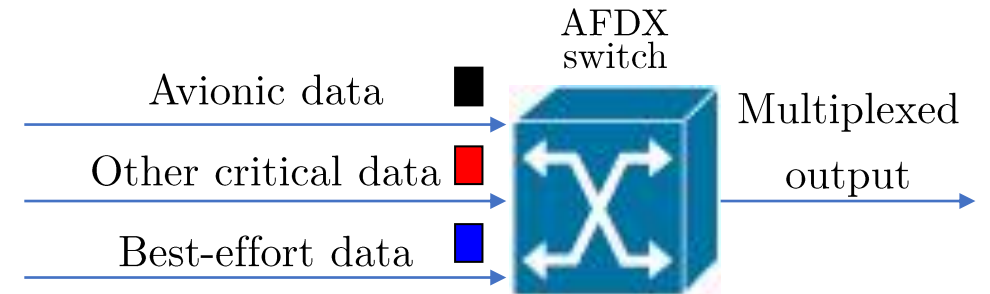 AFDX
switch
Avionic data
Other critical data
Best-effort data
Multiplexed
output